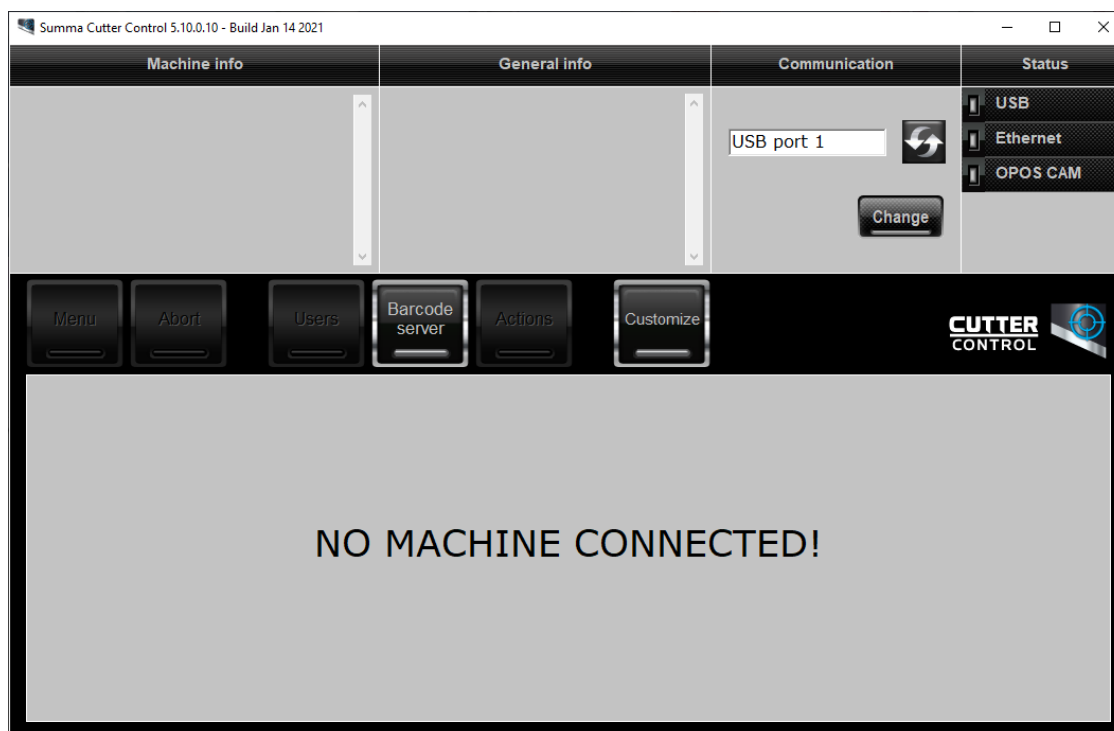 Summa Cutter Control 5.10.0.10 - Build Jan 14 2021
Machine info
General info
Communication
Status
USB port 1
Change
USB
Ethernet
OPOS CAM
Menu
Abort
Users
Barcode
server
Actions
Customize
CUTTER
CONTROL
NO MACHINE CONNECTED!